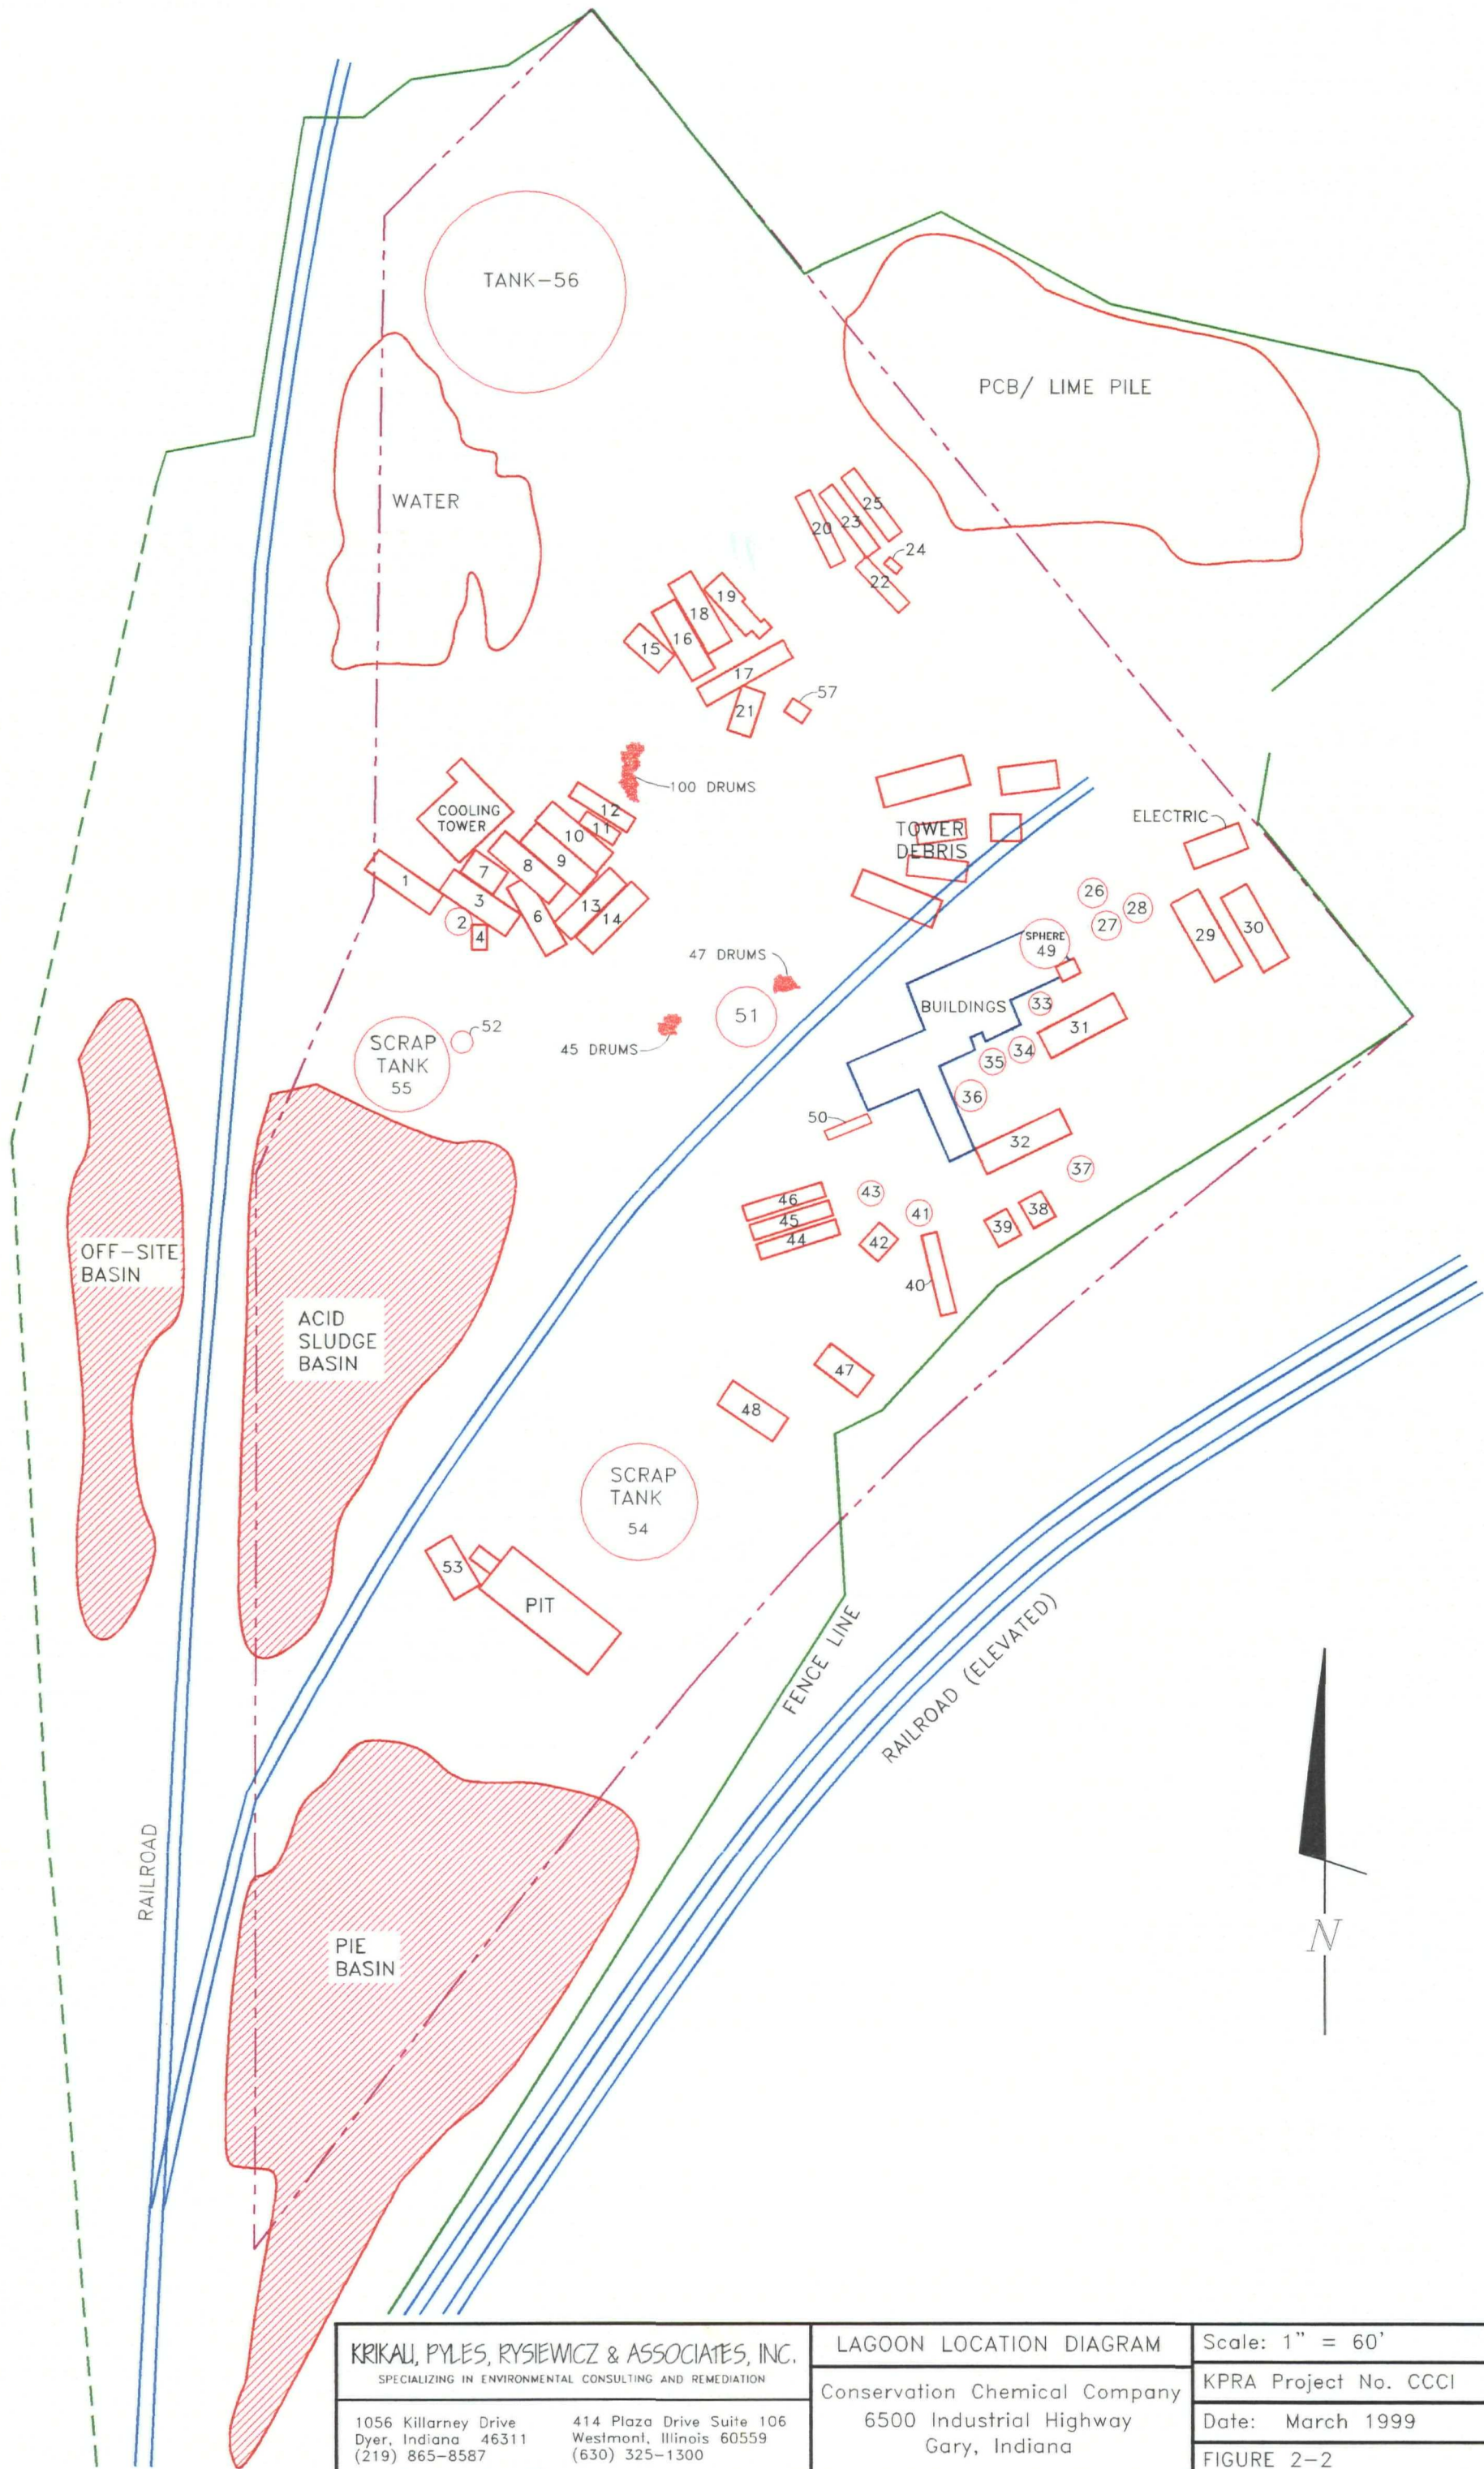 TANK-56
PCB/ LIME PILE
WATER
25
20
23
24
22
19
18
16
15
17
57
21
100 DRUMS
COOLING
TOWER
12
11
10
9
8
7
1
3
2
4
6
13
14
TOWER
DEBRIS
ELECTRIC
26
28
27
29
30
SPHERE
49
47 DRUMS
51
45 DRUMS
52
SCRAP
TANK
55
BUILDINGS
33
31
34
35
36
50
32
37
43
46
45
44
42
41
39
38
40
OFF-SITE
BASIN
ACID
SLUDGE
BASIN
47
48
SCRAP
TANK
54
53
PIT
FENCE LINE
RAILROAD (ELEVATED)
RAILROAD
PIE
BASIN
N
KRIKAU, PYLES, RYSIEWICZ & ASSOCIATES, INC.
SPECIALIZING IN ENVIRONMENTAL CONSULTING AND REMEDIATION
1056 Killarney Drive
Dyer, Indiana 46311
(219) 865-8587
414 Plaza Drive Suite 106
Westmont, Illinois 60559
(630) 325-1300
LAGOON LOCATION DIAGRAM
Conservation Chemical Company
6500 Industrial Highway
Gary, Indiana
Scale: 1" = 60'
KPRA Project No. CCCI
Date: March 1999
FIGURE 2-2